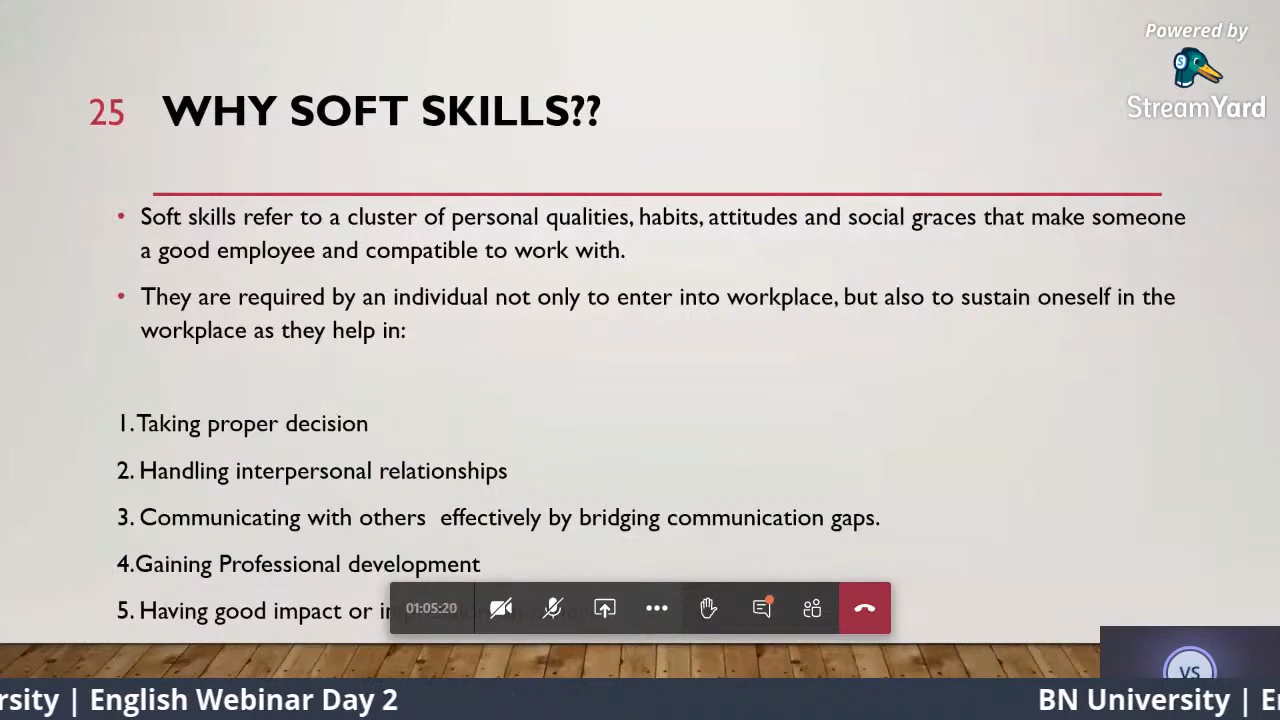 Powered by
StreamYard
25 WHY SOFT SKILLS??
• Soft skills refer to a cluster of personal qualities, habits, attitudes and social graces that make someone
a good employee and compatible to work with.
• They are required by an individual not only to enter into workplace, but also to sustain oneself in the
workplace as they help in:
1. Taking proper decision
2. Handling interpersonal relationships
3. Communicating with others effectively by bridging communication gaps.
4.Gaining Professional development
5. Having good impact or
01:05:20
VS
rsity | English Webinar Day 2
BN University |